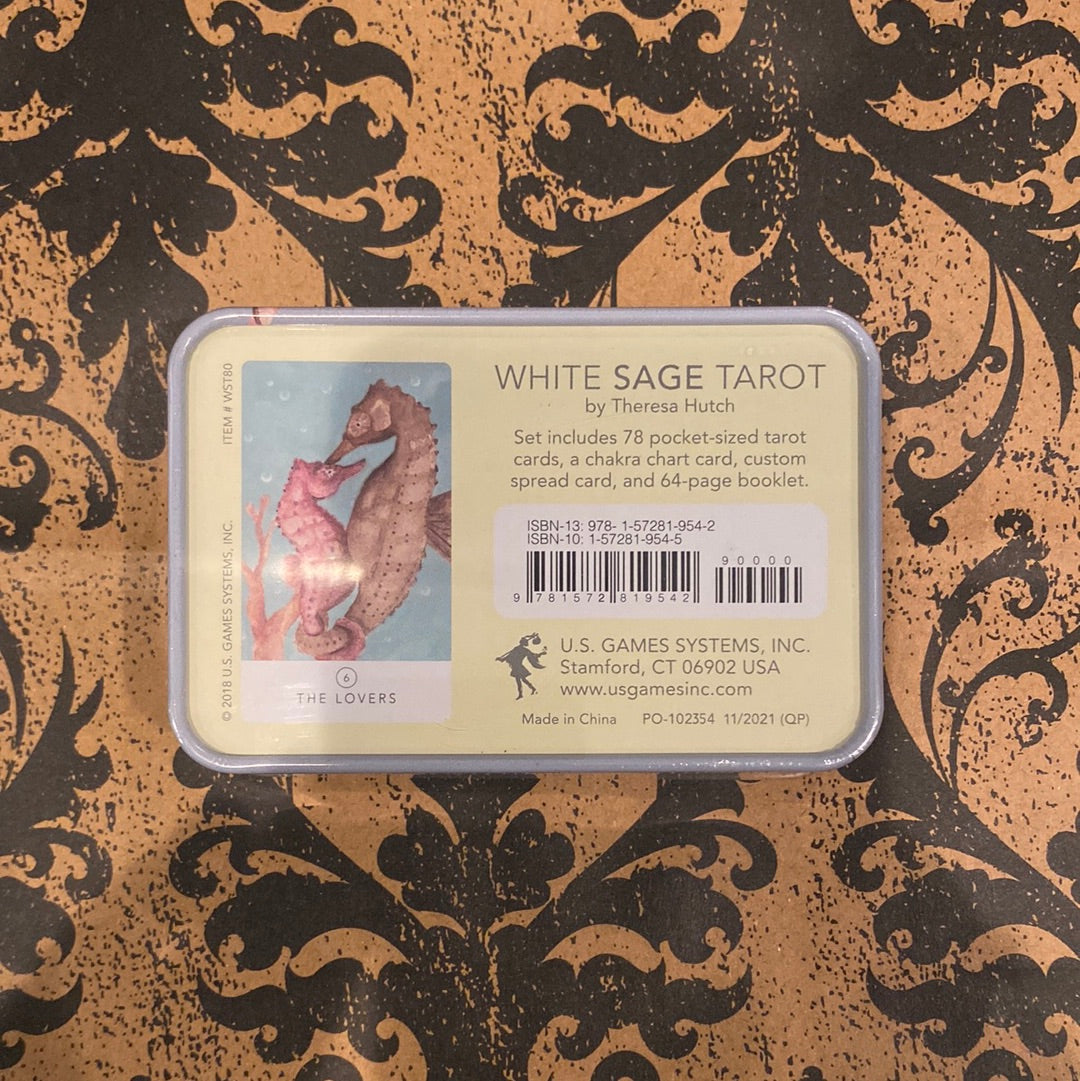 ITEM # WST80
© 2018 U.S. GAMES SYSTEMS, INC.
6
THE LOVERS
WHITE SAGE TAROT
by Theresa Hutch
Set includes 78 pocket-sized tarot
cards, a chakra chart card, custom
spread card, and 64-page booklet.
ISBN-13: 978- 1-57281-954-2
ISBN-10: 1-57281-954-5
9 781572 819542
90000
U.S. GAMES SYSTEMS, INC.
Stamford, CT 06902 USA
www.usgamesinc.com
Made in China PO-102354 11/2021 (QP)